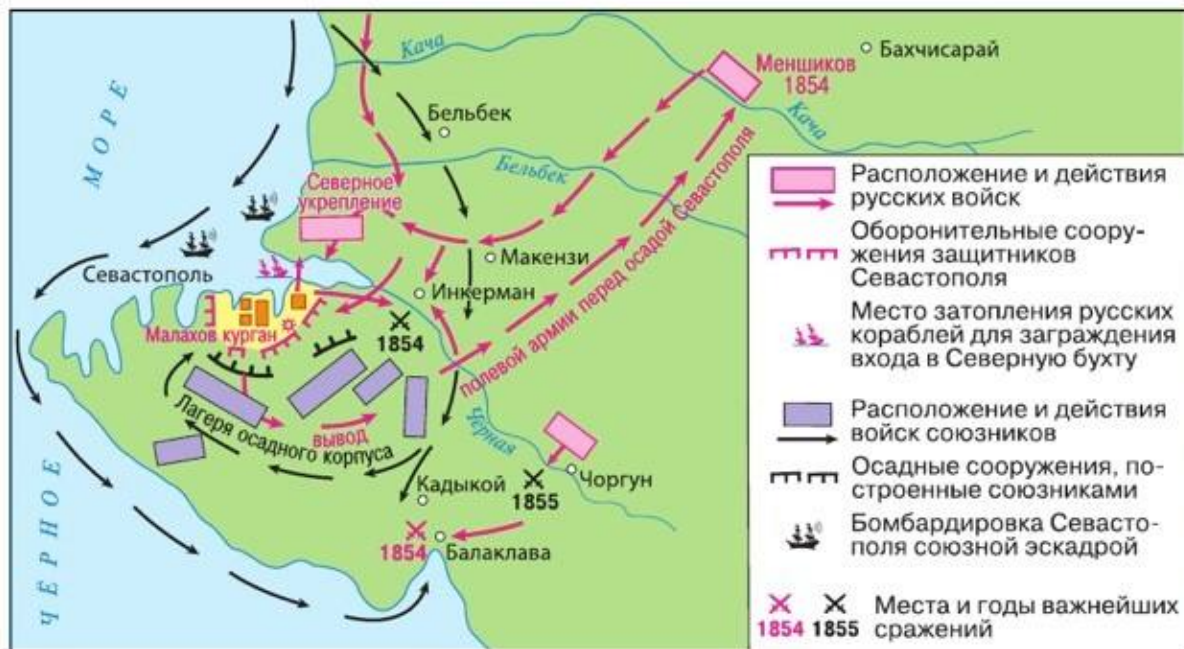 Кача
Бахчисарай
Меншиков
1854
Кача
Бельбек
Бельбек
МОРЕ
Северное
укрепление
Севастополь
Макензи
Инкерман
Малахов курган
1854
полевой армии перед осадой Севастополя
Лагеря осадного корпуса
вывод
Чёрная
Кадыкой
1855
Чоргун
1854
Балаклава
ЧЁРНОЕ
Расположение и действия
русских войск
Оборонительные соору-
жения защитников
Севастополя
Место затопления русских
кораблей для заграждения
входа в Северную бухту
Расположение и действия
войск союзников
Осадные сооружения, по-
строенные союзниками
Бомбардировка Севасто-
поля союзной эскадрой
1854 1855
Места и годы важнейших
сражений